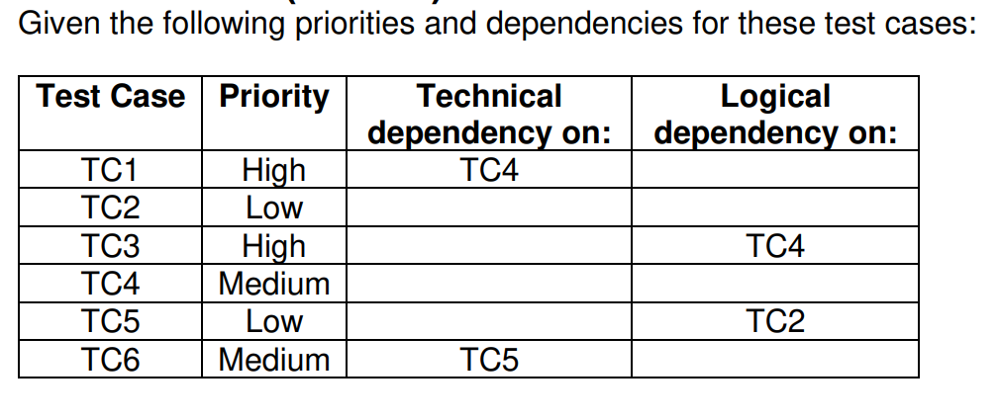 Given the following priorities and dependencies for these test cases:
Test Case Priority Technical dependency on: Logical dependency on:
TC1 High TC4
TC2 Low
TC3 High TC4
TC4 Medium
TC5 Low TC2
TC6 Medium TC5